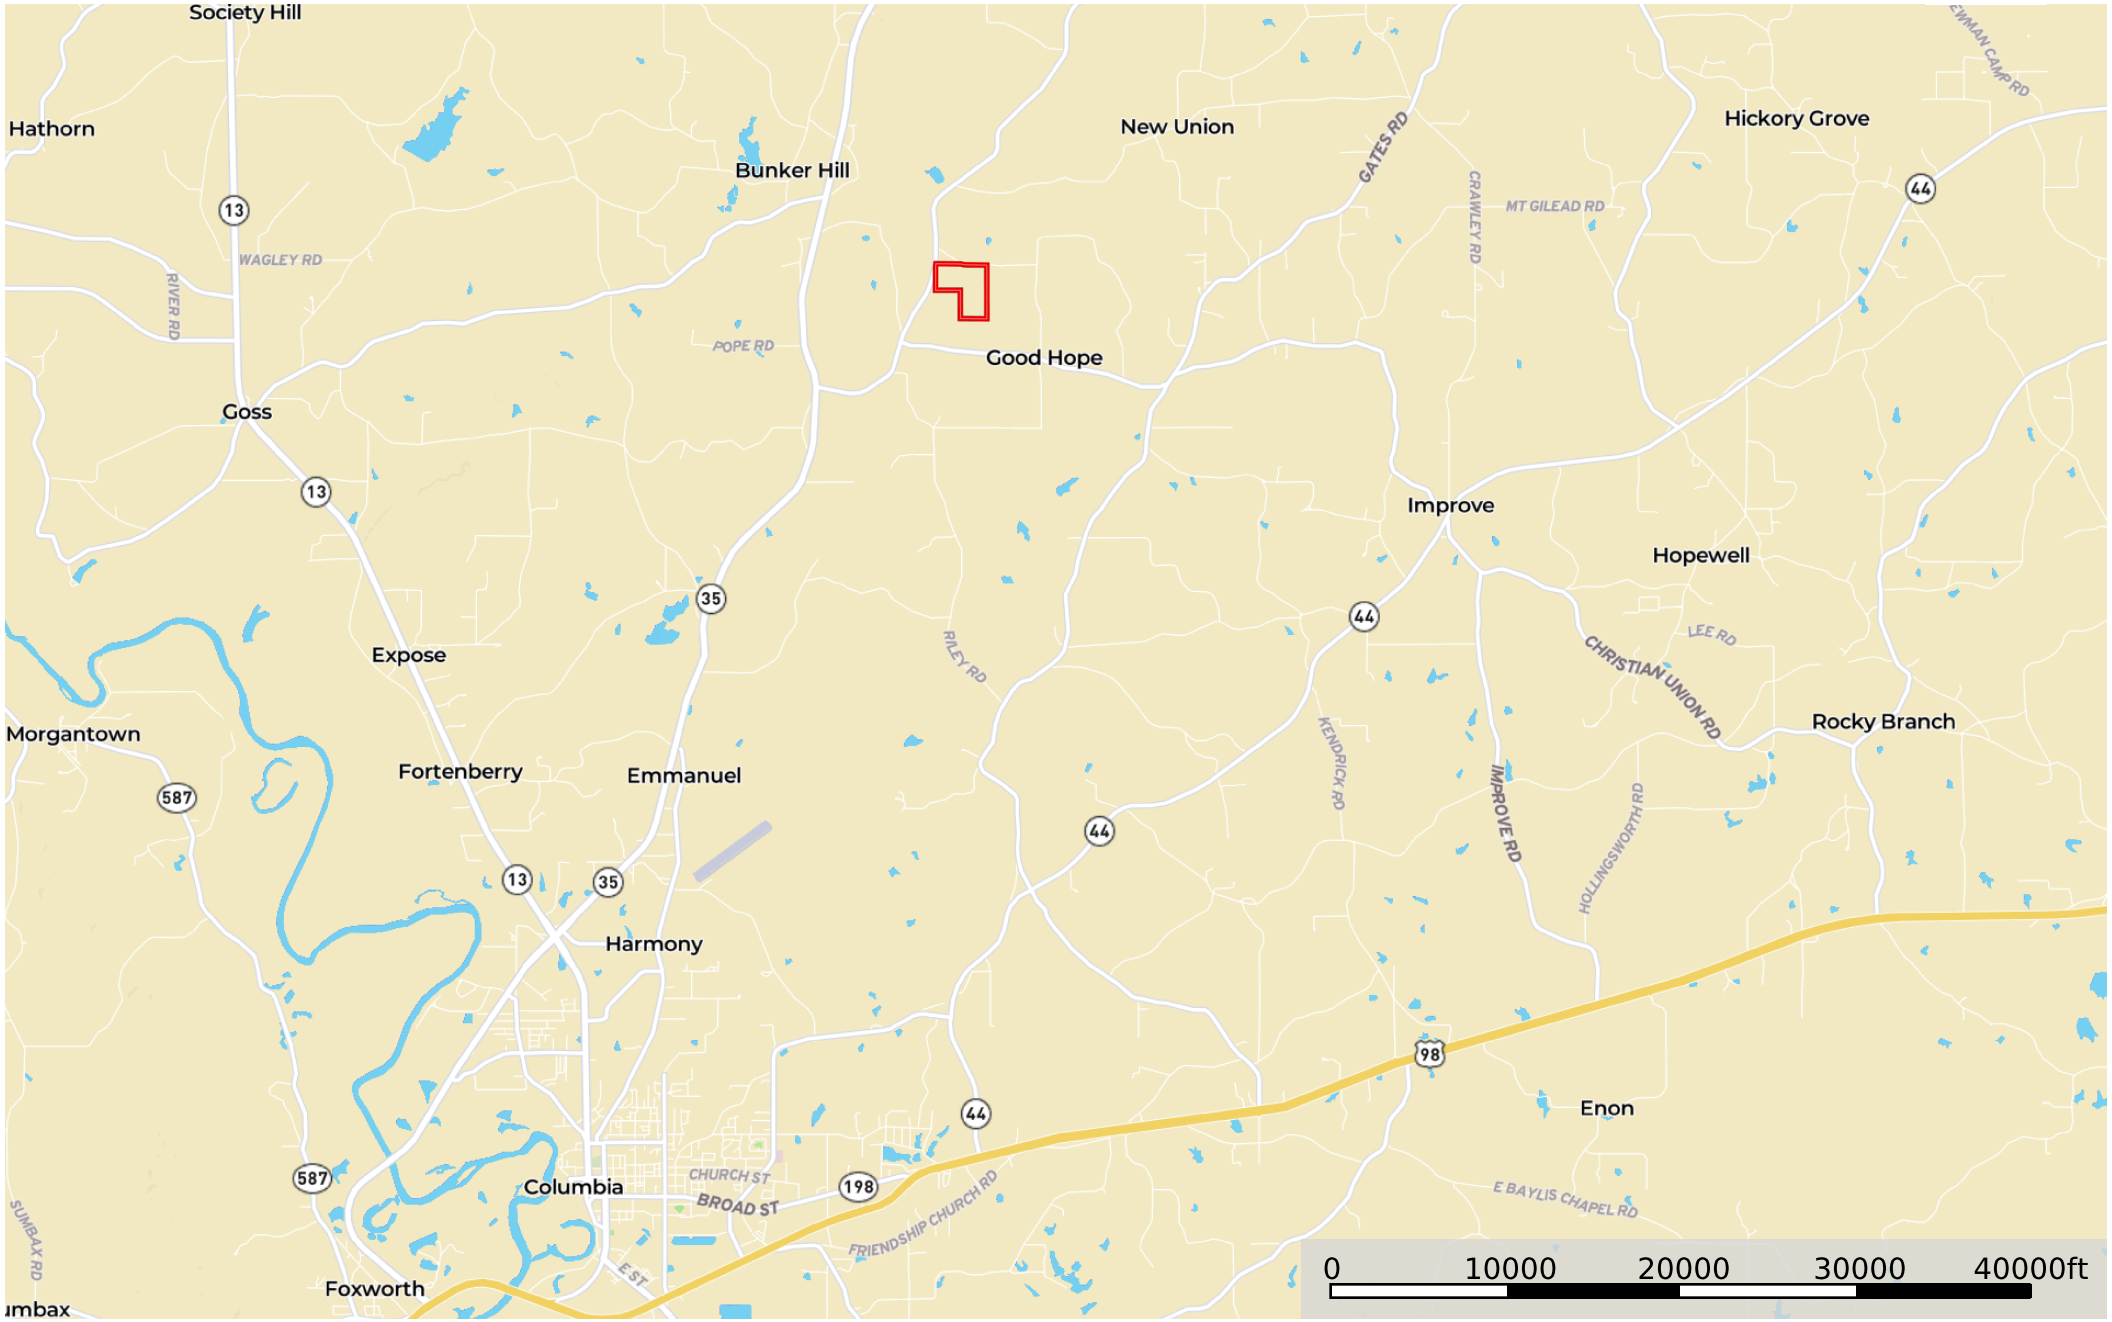 Society Hill
EWMAN CAMP RD
Hathorn
New Union
Hickory Grove
GATES RD
Bunker Hill
44
CRAWLEY RD
MT GILEAD RD
13
WAGLEY RD
RIVER RD
POPE RD
Good Hope
Goss
13
Improve
Hopewell
35
44
RILEY RD
LEE RD
CHRISTIAN UNION RD
Expose
Morgantown
KENDRICK RD
Rocky Branch
Fortenberry
Emmanuel
587
IMPROVE RD
HOLLINGSWORTH RD
44
13
35
Harmony
98
Enon
44
587
CHURCH ST
Columbia
198
BROAD ST
FRIENDSHIP CHURCH RD
E BAYLIS CHAPEL RD
SUMBAX RD
E ST
Foxworth
umbax
0 10000 20000 30000 40000ft